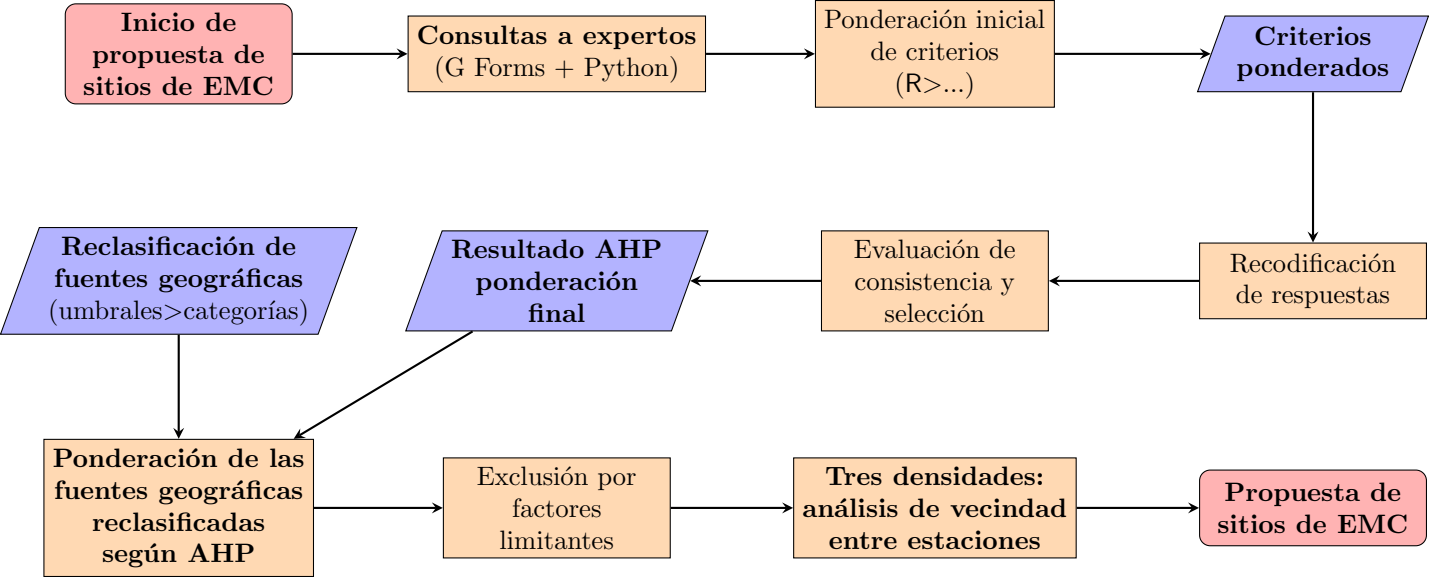 Inicio de
propuesta de
sitios de EMC
Consultas a expertos
(G Forms + Python)
Ponderación inicial
de criterios
(R>...)
Criterios
ponderados
Recodificación
de respuestas
Evaluación de
consistencia y
selección
Resultado AHP
ponderación
final
Reclasificación de
fuentes geográficas
(umbrales>categorías)
Ponderación de las
fuentes geográficas
reclasificadas
según AHP
Exclusión por
factores
limitantes
Tres densidades:
análisis de vecindad
entre estaciones
Propuesta de
sitios de EMC